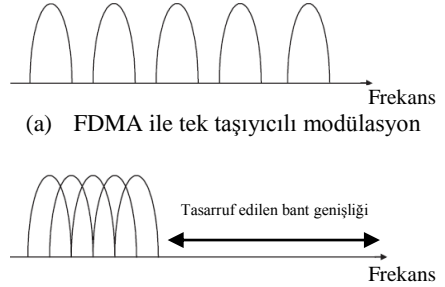 Frekans
(a) FDMA ile tek taşıyıcılı modülasyon
Tasarruf edilen bant genişliği
Frekans